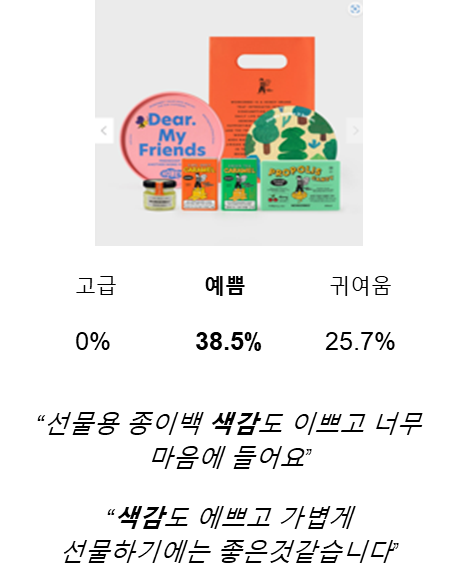 Dear.
My
Friends
CARAMEL
CARAMEL
PROPOLIS
고급 예쁨 귀여움
0% 38.5% 25.7%
“선물용 종이백 색감도 이쁘고 너무
마음에 들어요”
“색감도 에쁘고 가볍게
선물하기에는 좋은것같습니다”